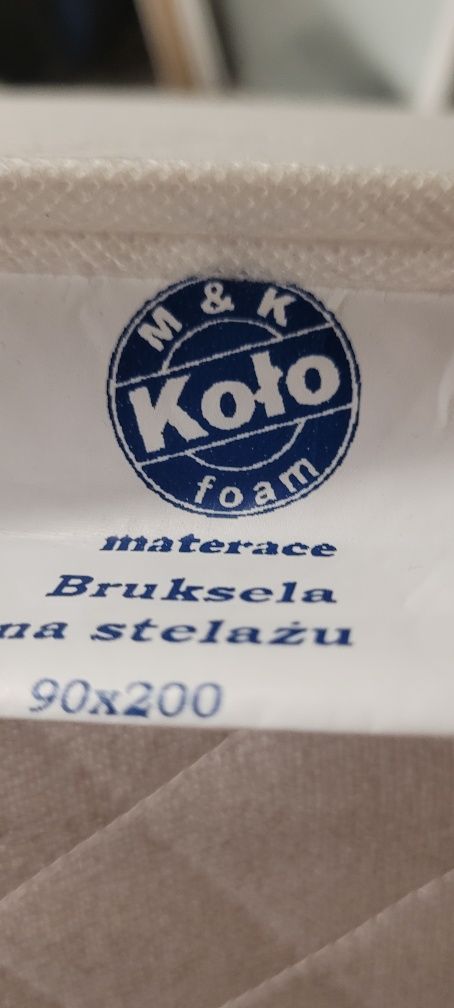 M & K
Koło
foam
materace
Bruksela
na stelażu
90x200